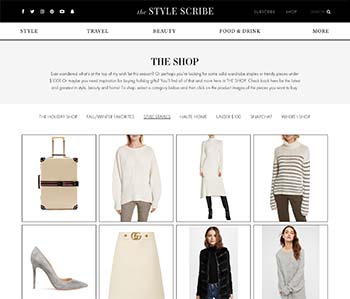 the STYLE SCRIBE
SUBSCRIBE SHOP SEARCH
STYLE TRAVEL BEAUTY FOOD & DRINK MORE
THE SHOP
Ever wondered what's at the top of my wish list this season? Or perhaps you're looking for some solid wardrobe staples or trendy pieces under
$100? Or maybe you need inspiration for buying holiday gifts? You'll find all of that and more here in THE SHOP. Check back here for the latest
and greatest in style, beauty and home! To shop, select a category below and then click on the product images of the pieces you want to buy.
THE HOLIDAY SHOP FALL/WINTER FAVORITES STYLE STAPLES HAUTE HOME UNDER $100 SNAPCHAT WHERE I SHOP